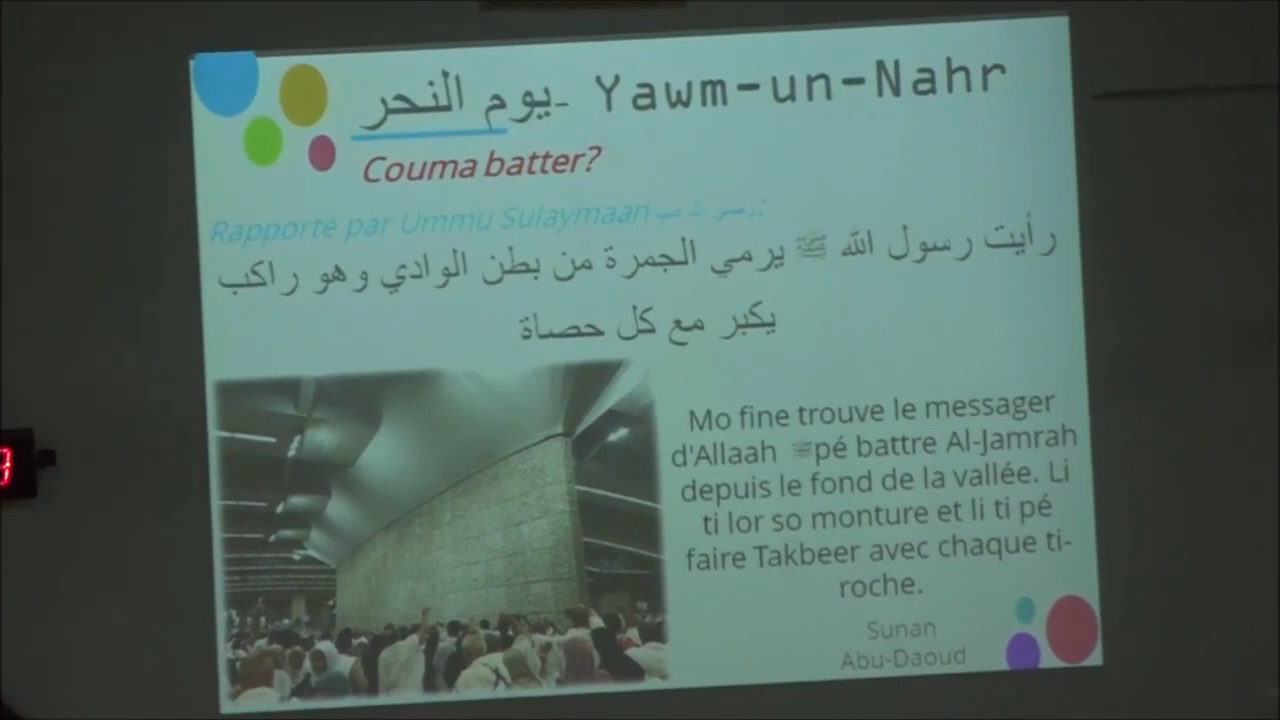 يوم النحر - Yawm-un-Nahr
Couma batter?
Rapporté par Ummu Sulaymaan
رأيت رسول الله ﷺ يرمي الجمرة من بطن الوادي وهو راكب
يكبر مع كل حصاة
Mo fine trouve le messager
d'Allaah ﷺ pé battre Al-Jamrah
depuis le fond de la vallée. Li
ti lor so monture et li ti pé
faire Takbeer avec chaque ti-
roche.
Sunan
Abu-Daoud